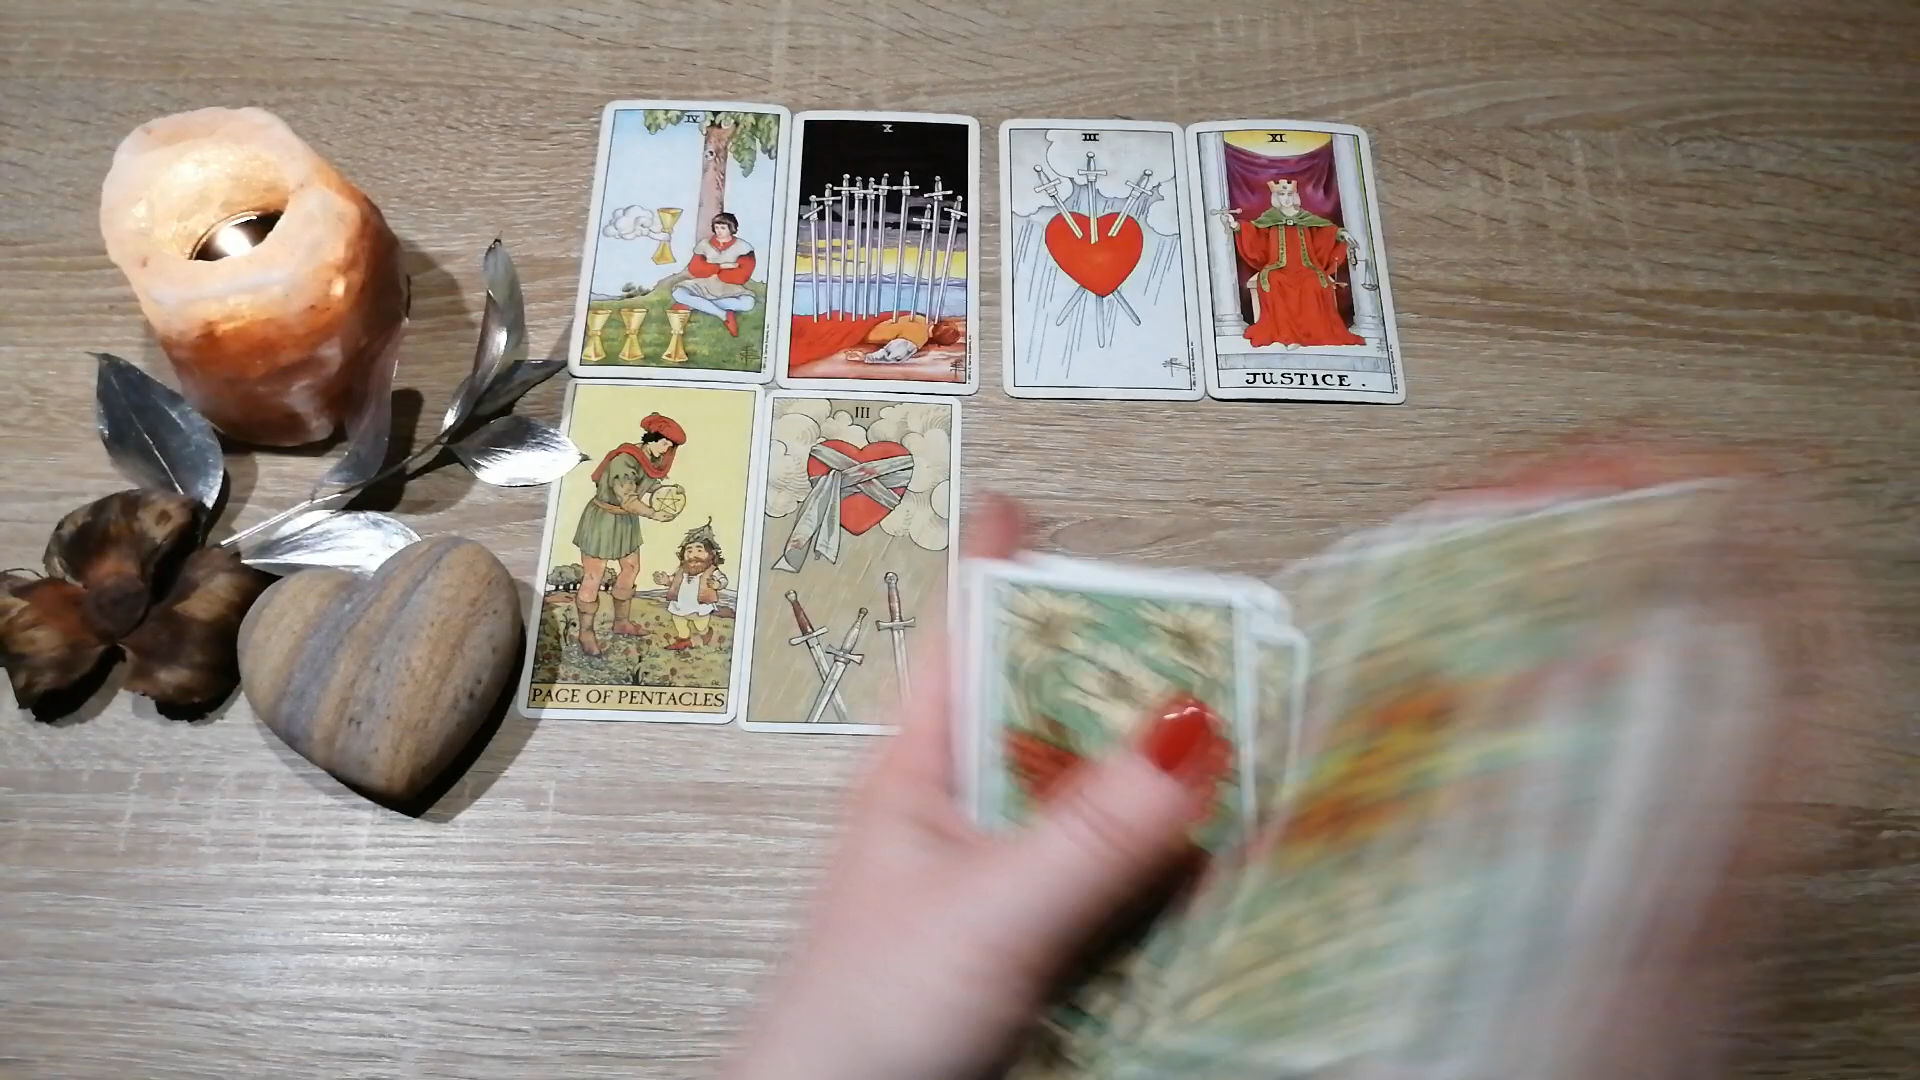 IV
X
III
XI
JUSTICE.
III
PAGE OF PENTACLES